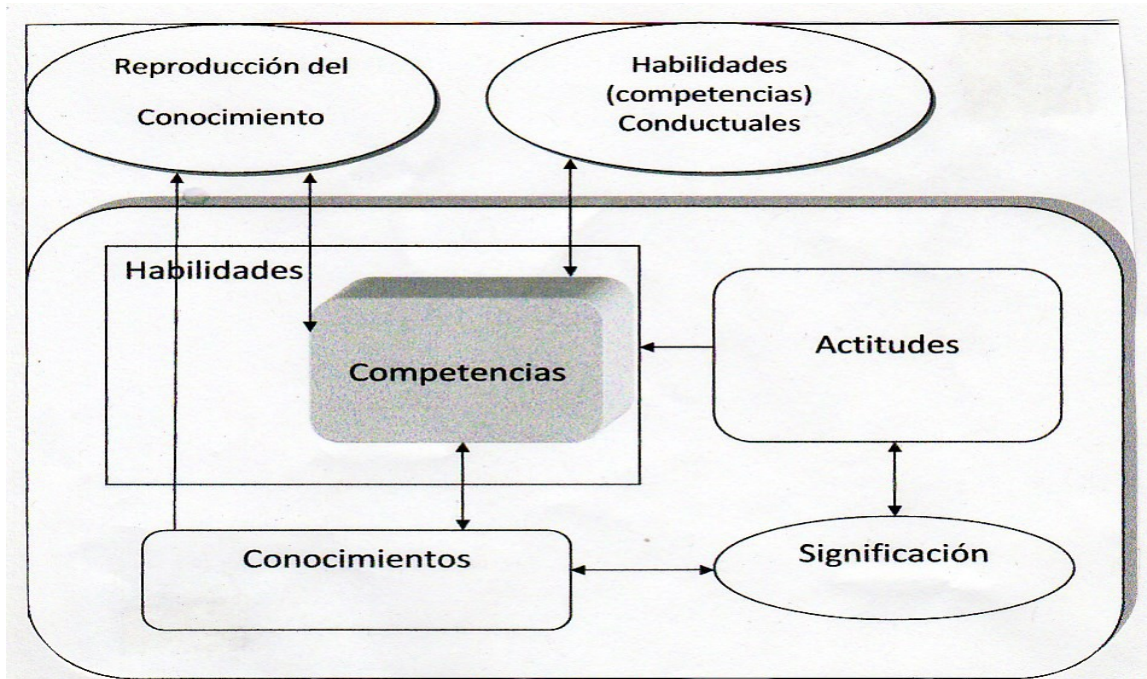 Reproducción del
Conocimiento
Habilidades
(competencias)
Conductuales
Habilidades
Competencias
Actitudes
Conocimientos
Significación